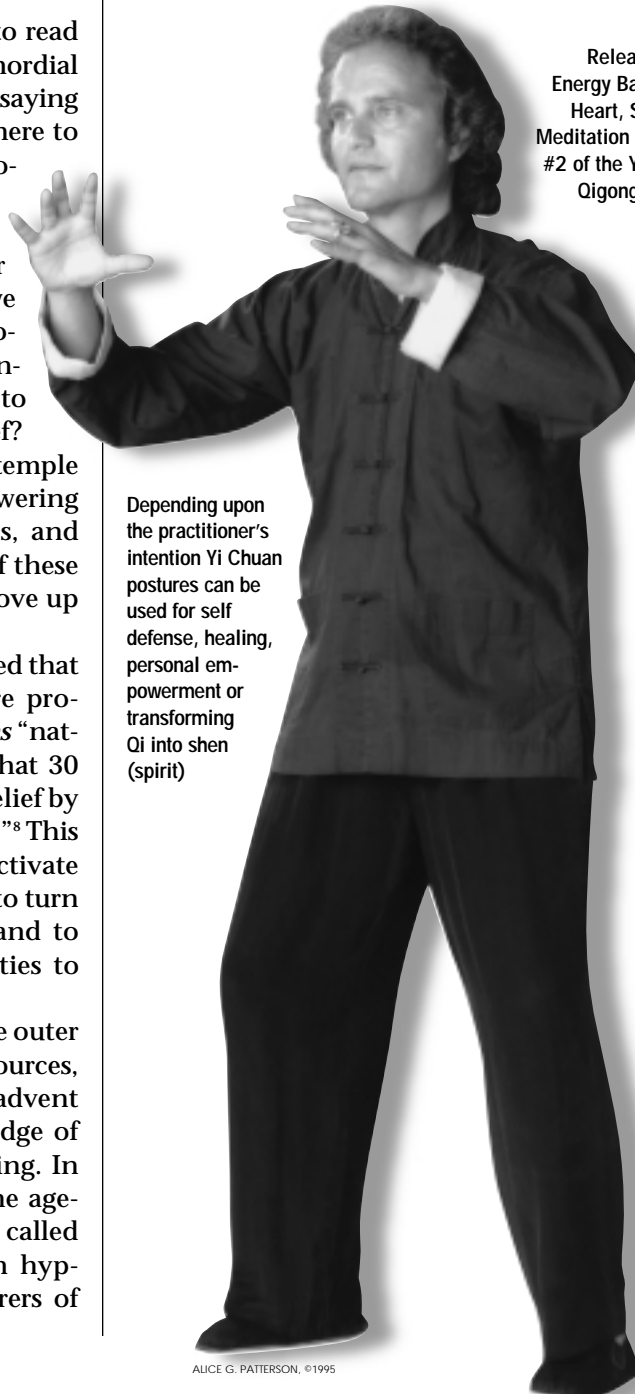 to read
nordial
saying
here to
o-
r
ve
o-
n-
to
f?
temple
wering
s, and
f these
ove up
ed that
re pro-
s “nat-
hat 30
elief by
”8 This
ctivate
to turn
and to
ties to
e outer
ources,
advent
dge of
ing. In
he age-
called
n hyp-
rers of
Relea
Energy Ba
Heart, S
Meditation
#2 of the Y
Qigong
Depending upon
the practitioner's
intention Yi Chuan
postures can be
used for self
defense, healing,
personal em-
powerment or
transforming
Qi into shen
(spirit)
ALICE G. PATTERSON, ©1995